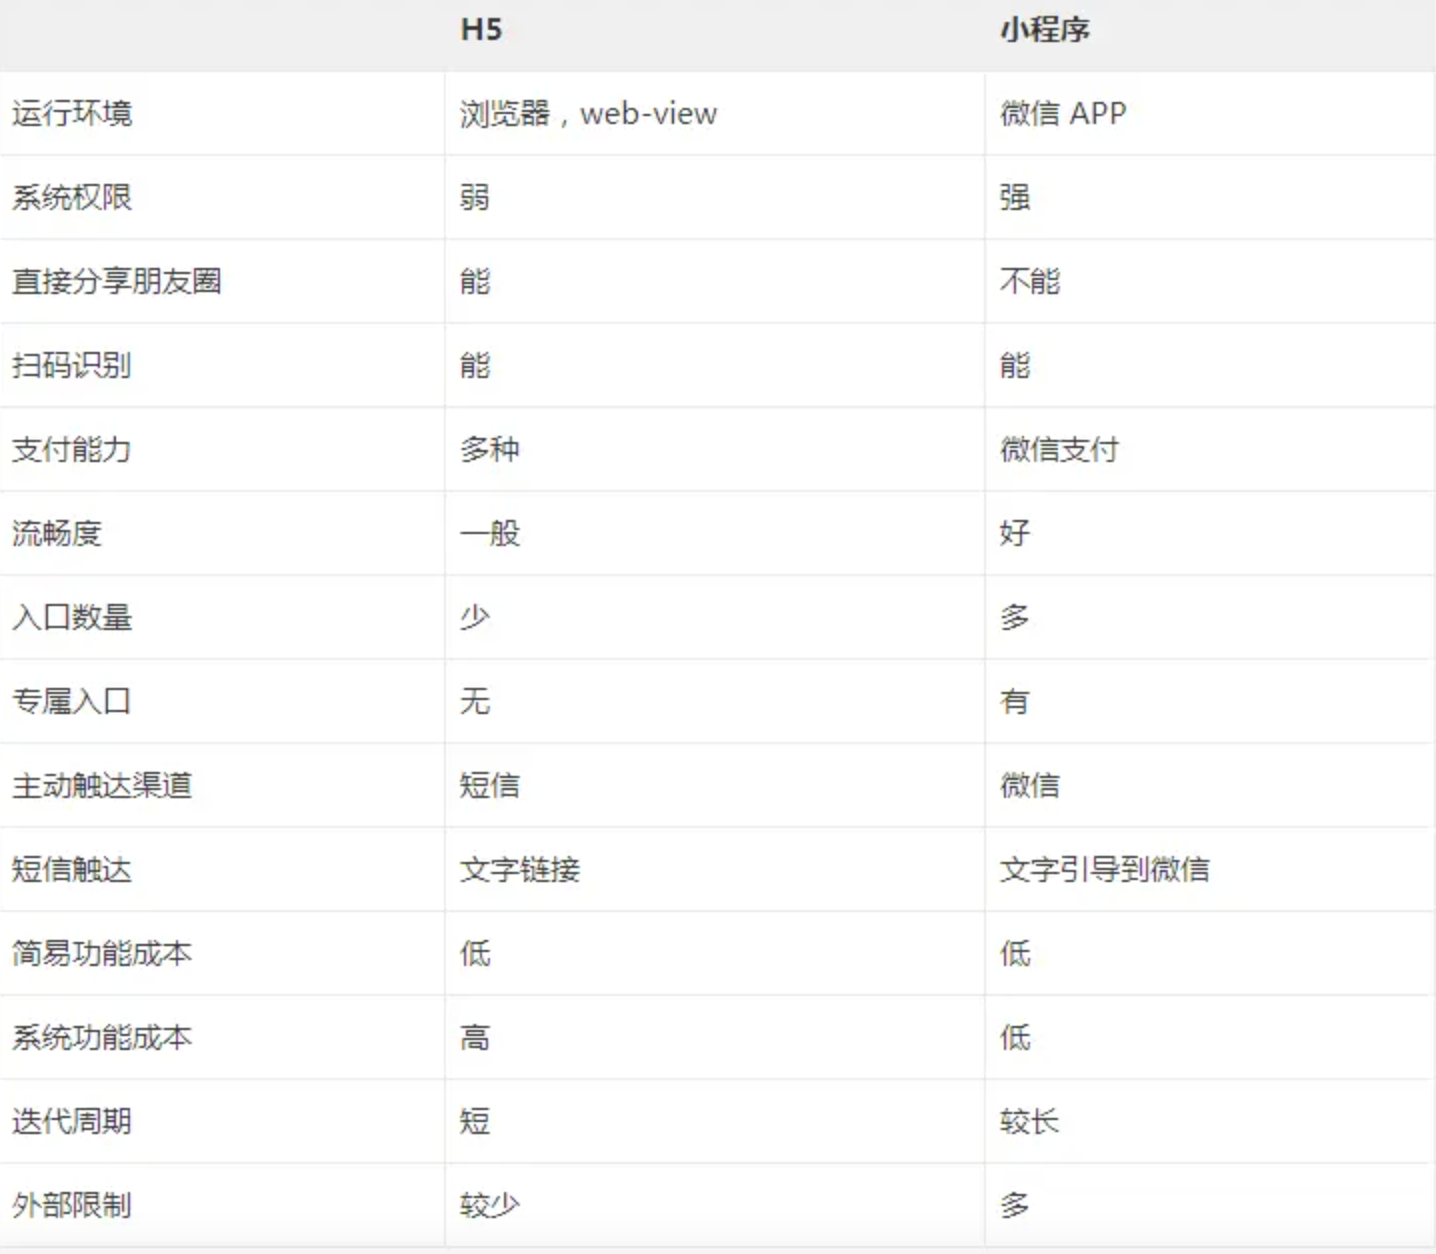 H5 小程序
运行环境 浏览器，web-view 微信 APP
系统权限 弱 强
直接分享朋友圈 能 不能
扫码识别 能 能
支付能力 多种 微信支付
流畅度 一般 好
入口数量 少 多
专属入口 无 有
主动触达渠道 短信 微信
短信触达 文字链接 文字引导到微信
简易功能成本 低 低
系统功能成本 高 低
迭代周期 短 较长
外部限制 较少 多